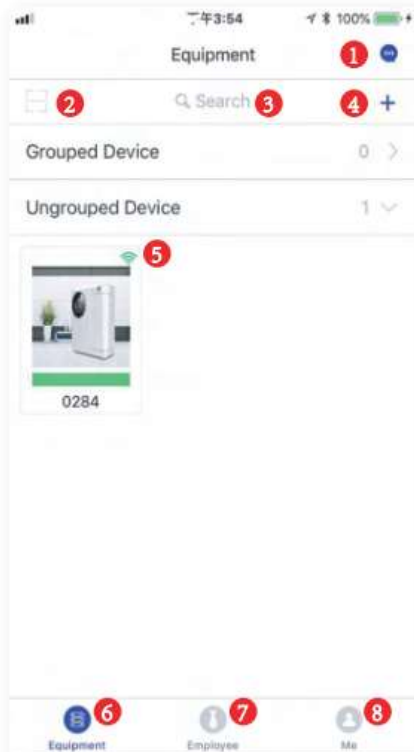 下午3:54 100%
Equipment 1
2 Search 3 4 +
Grouped Device 0 >
Ungrouped Device 1
5
0284
6 7 8
Equipment Employee Me